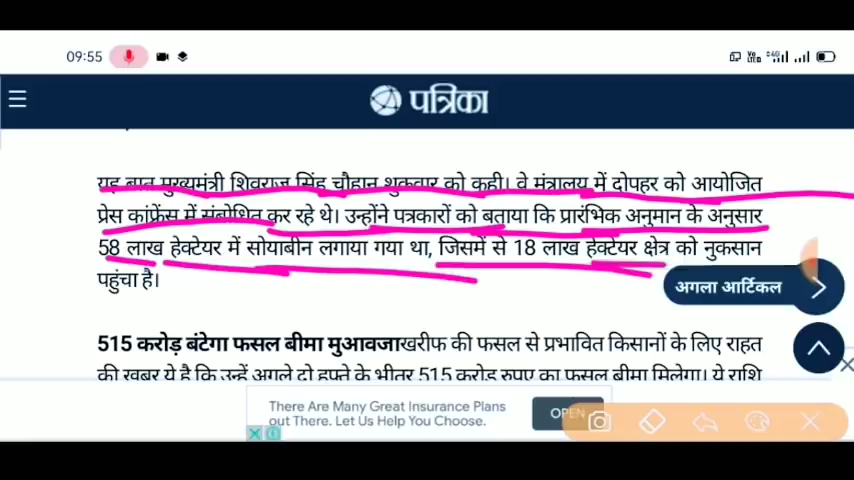 09:55
पत्रिका
यह बात मुख्यमंत्री शिवराज सिंह चौहान शुक्रवार को कही। वे मंत्रालय में दोपहर को आयोजित
प्रेस कांफ्रेंस में संबोधित कर रहे थे। उन्होंने पत्रकारों को बताया कि प्रारंभिक अनुमान के अनुसार
58 लाख हेक्टेयर में सोयाबीन लगाया गया था, जिसमें से 18 लाख हेक्टेयर क्षेत्र को नुकसान
पहुंचा है।
अगला आर्टिकल
515 करोड़ बंटेगा फसल बीमा मुआवजाखरीफ की फसल से प्रभावित किसानों के लिए राहत
की खबर ये है कि उन्हें अगले दो हफ्ते के भीतर 515 करोड़ रुपए का फसल बीमा मिलेगा। ये राशि
There Are Many Great Insurance Plans
out There. Let Us Help You Choose.
OPEN